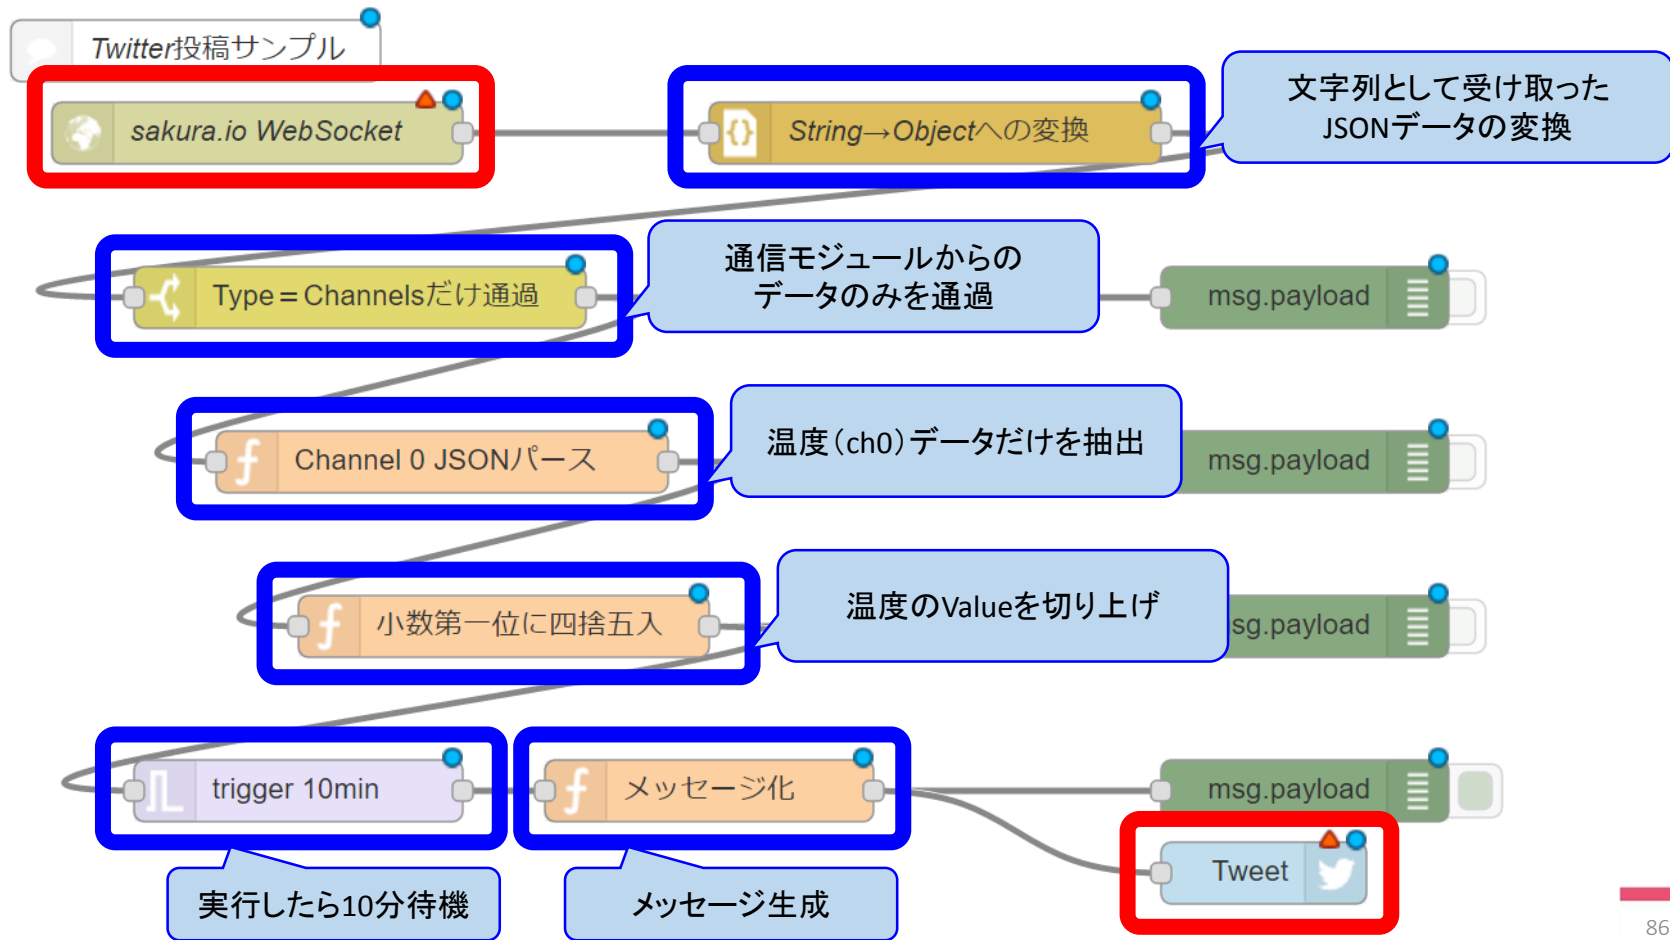 Twitter投稿サンプル
sakura.io WebSocket
String→Objectへの変換
文字列として受け取った
JSONデータの変換
Type = Channelsだけ通過
通信モジュールからの
データのみを通過
msg.payload
Channel 0 JSONパース
温度（ch0）データだけを抽出
msg.payload
小数第一位に四捨五入
温度のValueを切り上げ
sg.payload
trigger 10min
メッセージ化
msg.payload
Tweet
実行したら10分待機
メッセージ生成
86